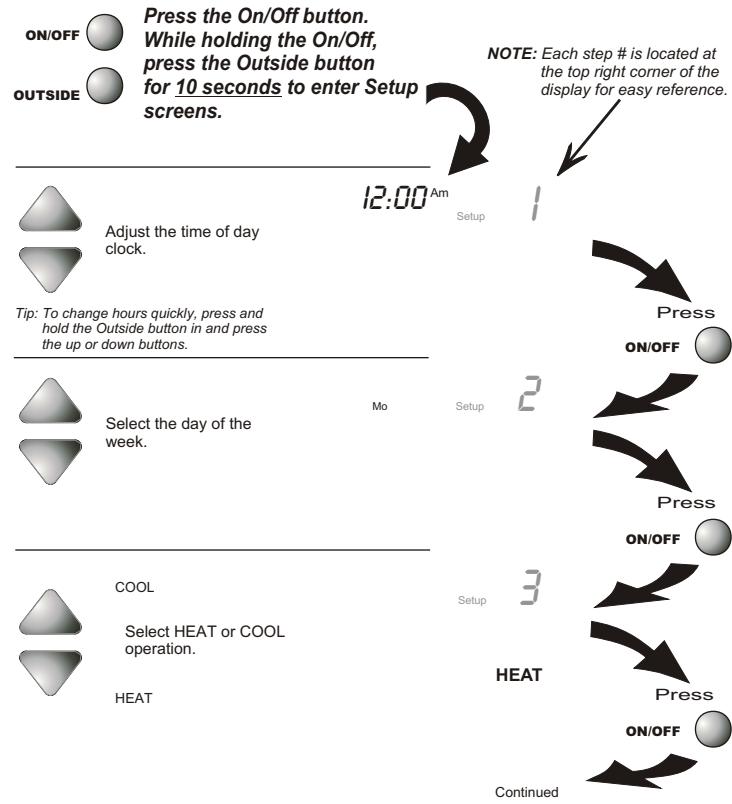 ON/OFF
OUTSIDE
Press the On/Off button.
While holding the On/Off,
press the Outside button
for 10 seconds to enter Setup
screens.
NOTE: Each step # is located at
the top right corner of the
display for easy reference.
12:00 Am
Setup
1
Adjust the time of day
clock.
Tip: To change hours quickly, press and
hold the Outside button in and press
the up or down buttons.
Press
ON/OFF
Select the day of the
week.
Mo
Setup
2
Press
ON/OFF
COOL
Select HEAT or COOL
operation.
HEAT
Setup
3
HEAT
Press
ON/OFF
Continued